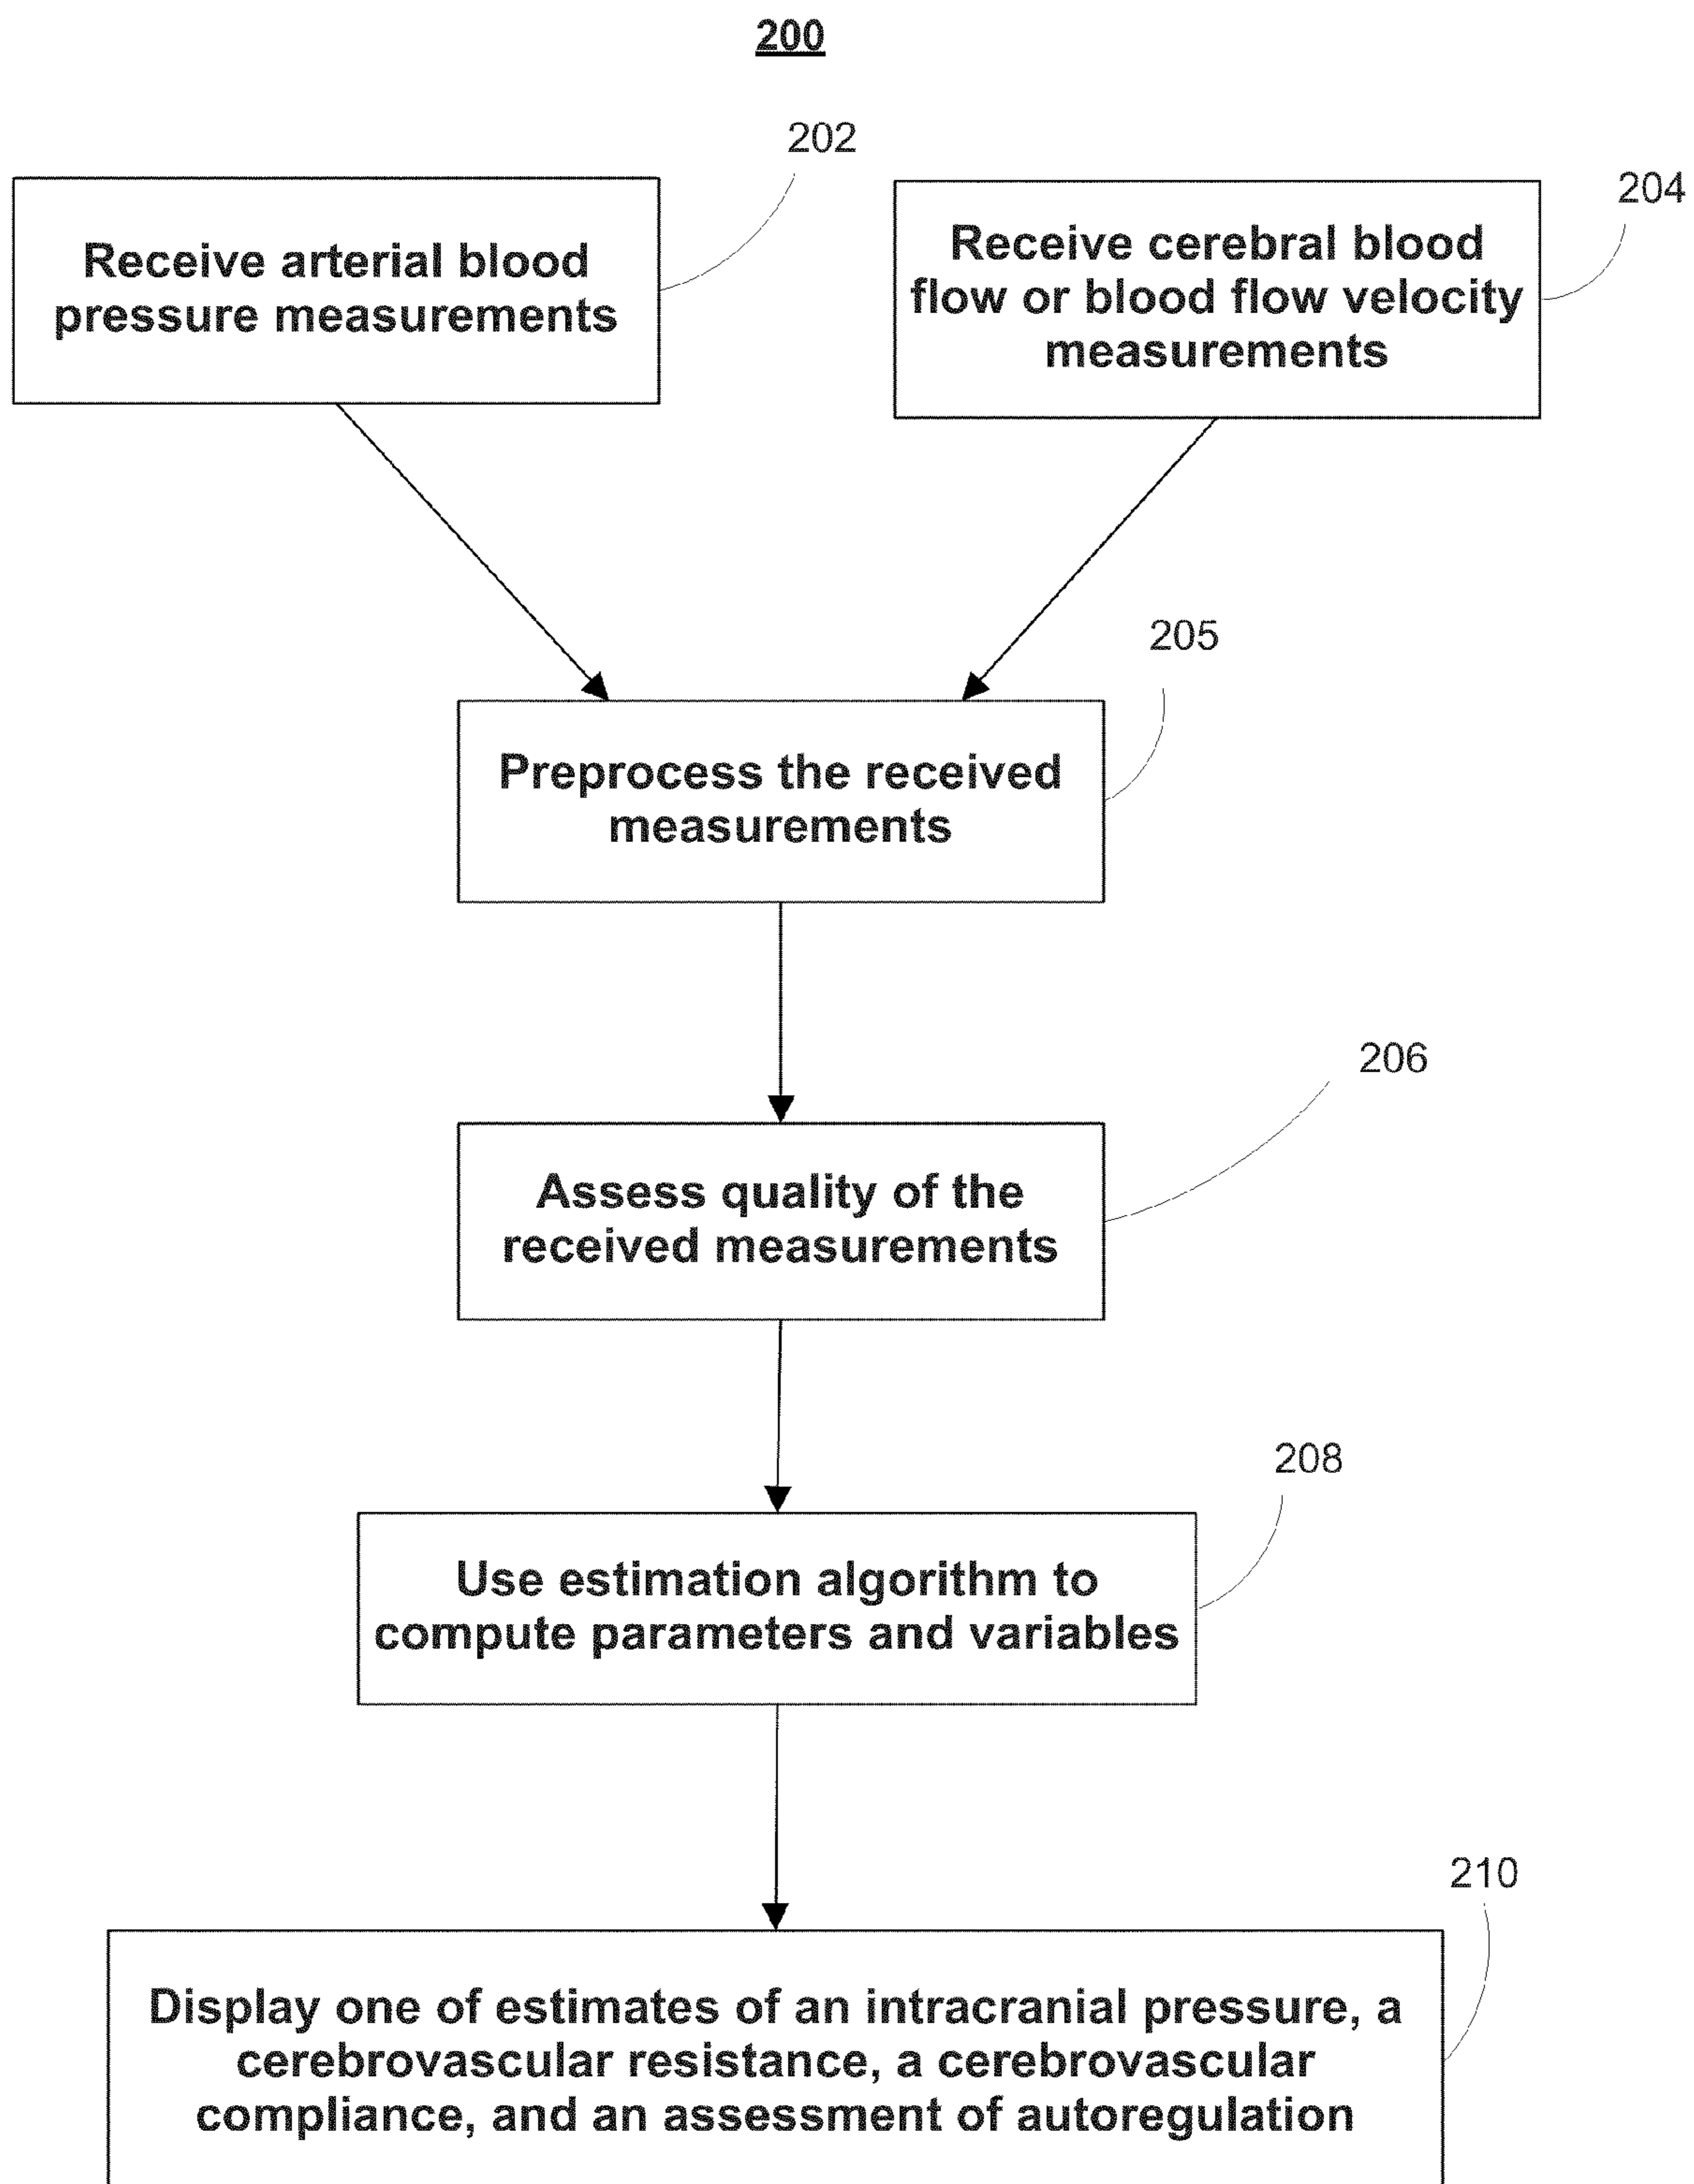 200
202
Receive arterial blood
pressure measurements
204
Receive cerebral blood
flow or blood flow velocity
measurements
205
Preprocess the received
measurements
206
Assess quality of the
received measurements
208
Use estimation algorithm to
compute parameters and variables
210
Display one of estimates of an intracranial pressure, a
cerebrovascular resistance, a cerebrovascular
compliance, and an assessment of autoregulation